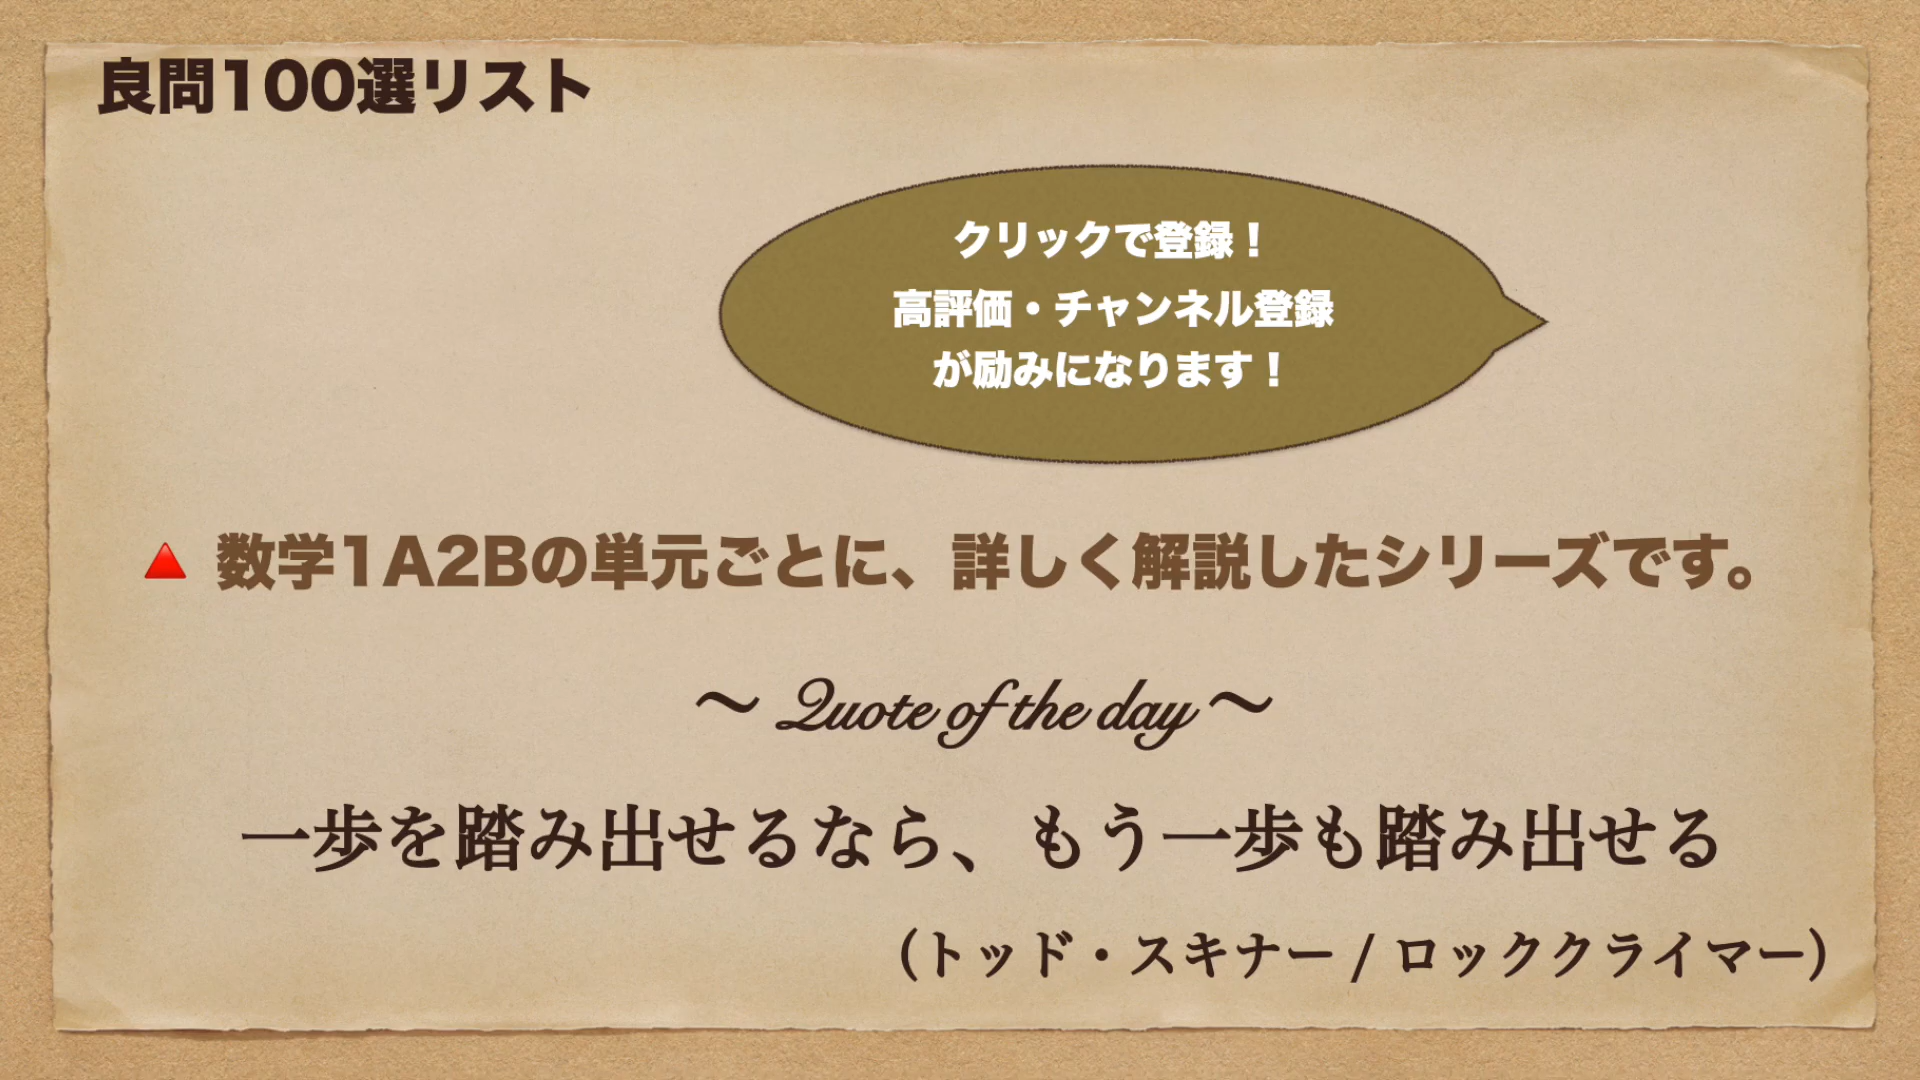 良問100選リスト
クリックで登録！
高評価・チャンネル登録
が励みになります！
🔺 数学1A2Bの単元ごとに、詳しく解説したシリーズです。
〜 Quote of the day 〜
一歩を踏み出せるなら、もう一歩も踏み出せる
（トッド・スキナー / ロッククライマー）